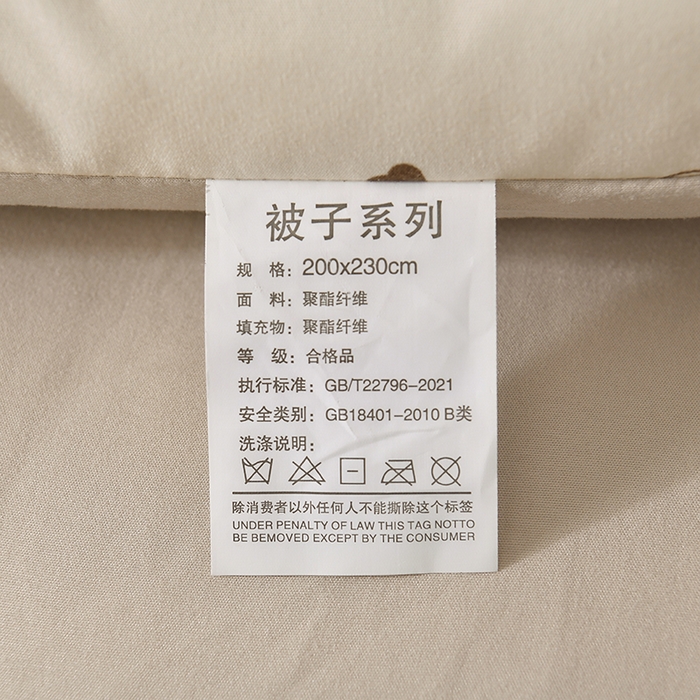 被子系列
规 格：200x230cm
面 料：聚酯纤维
填充物：聚酯纤维
等 级：合格品
执行标准：GB/T22796-2021
安全类别：GB18401-2010 B类
洗涤说明：
除消费者以外任何人不能撕除这个标签
UNDER PENALTY OF LAW THIS TAG NOTTO
BE BEMOVED EXCEPT BY THE CONSUMER